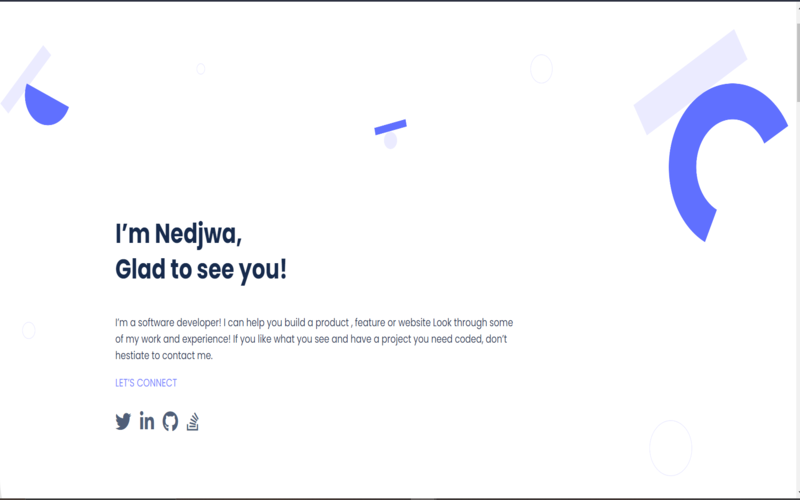 I’m Nedjwa,
Glad to see you!
I’m a software developer! I can help you build a product , feature or website Look through some
of my work and experience! If you like what you see and have a project you need coded, don’t
hestiate to contact me.
LET’S CONNECT
in